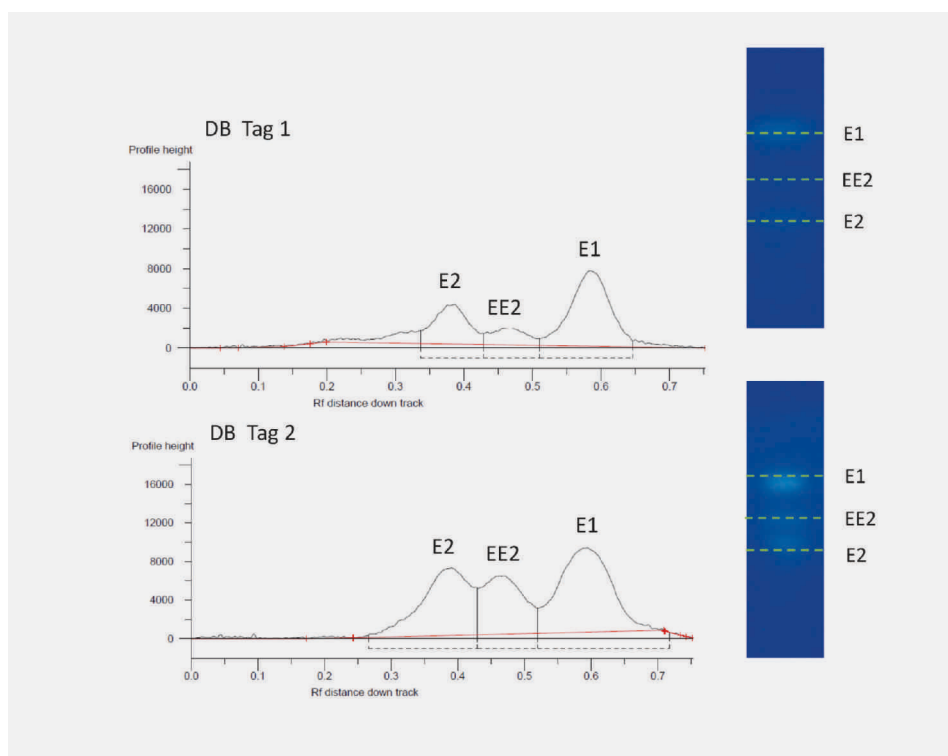 DB Tag 1
Profile height
16000
12000
8000
4000
0
E2
EE2
E1
0.0 0.1 0.2 0.3 0.4 0.5 0.6 0.7
Rf distance down track
E1
EE2
E2
DB Tag 2
Profile height
16000
12000
8000
4000
0
E2
EE2
E1
0.0 0.1 0.2 0.3 0.4 0.5 0.6 0.7
Rf distance down track
E1
EE2
E2